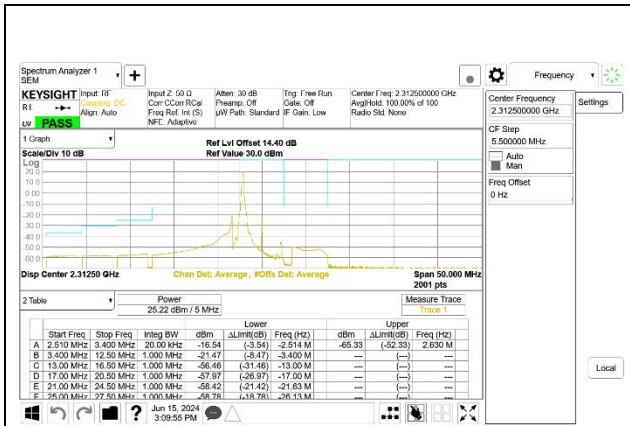 Spectrum Analyzer 1
SEM
Frequency
KEYSIGHT Input: RF
Coupling: DC
Align: Auto
Input Z: 50 Ω
Corr CCorr RCal
Freq Ref: Int (S)
NFE: Adaptive
Atten: 30 dB
Preamp: Off
µW Path: Standard
Trig: Free Run
Gate: Off
IF Gain: Low
Center Freq: 2.312500000 GHz
Avg|Hold: 100.00% of 100
Radio Std: None
PASS
Center Frequency
2.312500000 GHz
Settings
CF Step
5.500000 MHz
Auto
Man
Freq Offset
0 Hz
1 Graph
Scale/Div 10 dB
Ref Lvl Offset 14.40 dB
Ref Value 30.0 dBm
Log
20.0
10.0
0.00
-10.0
-20.0
-30.0
-40.0
-50.0
-60.0
Disp Center 2.31250 GHz
Chan Det: Average, #Offs Det: Average
Span 50.000 MHz
2001 pts
2 Table
Power
25.22 dBm / 5 MHz
Measure Trace
Trace 1
Lower Upper
Start Freq Stop Freq Integ BW dBm ΔLimit(dB) Freq (Hz) dBm ΔLimit(dB) Freq (Hz)
A 2.510 MHz 3.400 MHz 20.00 kHz -16.54 (-3.54) -2.514 M -65.33 (-52.33) 2.630 M
B 3.400 MHz 12.50 MHz 1.000 MHz -21.47 (-8.47) -3.400 M --- (---) ---
C 13.00 MHz 16.50 MHz 1.000 MHz -56.46 (-31.46) -13.00 M --- (---) ---
D 17.00 MHz 20.50 MHz 1.000 MHz -57.97 (-26.97) -17.00 M --- (---) ---
E 21.00 MHz 24.50 MHz 1.000 MHz -58.42 (-21.42) -21.63 M --- (---) ---
F 25.00 MHz 27.50 MHz 1.000 MHz -58.78 (-18.78) -26.13 M --- (---) ---
Local
Jun 15, 2024
3:09:55 PM